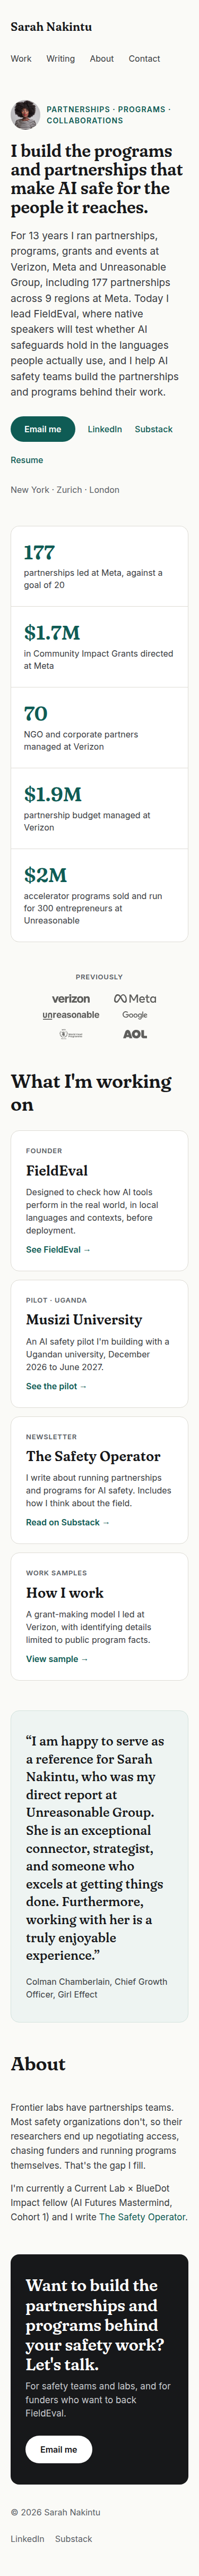 Sarah Nakintu
Work Writing About Contact
PARTNERSHIPS · PROGRAMS ·
COLLABORATIONS
I build the programs
and partnerships that
make AI safe for the
people it reaches.
For 13 years I ran partnerships,
programs, grants and events at
Verizon, Meta and Unreasonable
Group, including 177 partnerships
across 9 regions at Meta. Today I
lead FieldEval, where native
speakers will test whether AI
safeguards hold in the languages
people actually use, and I help AI
safety teams build the partnerships
and programs behind their work.
Email me LinkedIn Substack
Resume
New York · Zurich · London
177
partnerships led at Meta, against a
goal of 20
$1.7M
in Community Impact Grants directed
at Meta
70
NGO and corporate partners
managed at Verizon
$1.9M
partnership budget managed at
Verizon
$2M
accelerator programs sold and run
for 300 entrepreneurs at
Unreasonable
PREVIOUSLY
verizon Meta
unreasonable Google
AOL
What I'm working
on
FOUNDER
FieldEval
Designed to check how AI tools
perform in the real world, in local
languages and contexts, before
deployment.
See FieldEval →
PILOT · UGANDA
Musizi University
An AI safety pilot I'm building with a
Ugandan university, December
2026 to June 2027.
See the pilot →
NEWSLETTER
The Safety Operator
I write about running partnerships
and programs for AI safety. Includes
how I think about the field.
Read on Substack →
WORK SAMPLES
How I work
A grant-making model I led at
Verizon, with identifying details
limited to public program facts.
View sample →
“I am happy to serve as
a reference for Sarah
Nakintu, who was my
direct report at
Unreasonable Group.
She is an exceptional
connector, strategist,
and someone who
excels at getting things
done. Furthermore,
working with her is a
truly enjoyable
experience.”
Colman Chamberlain, Chief Growth
Officer, Girl Effect
About
Frontier labs have partnerships teams.
Most safety organizations don't, so their
researchers end up negotiating access,
chasing funders and running programs
themselves. That's the gap I fill.
I'm currently a Current Lab × BlueDot
Impact fellow (AI Futures Mastermind,
Cohort 1) and I write The Safety Operator.
Want to build the
partnerships and
programs behind
your safety work?
Let's talk.
For safety teams and labs, and for
funders who want to back
FieldEval.
Email me
© 2026 Sarah Nakintu
LinkedIn Substack